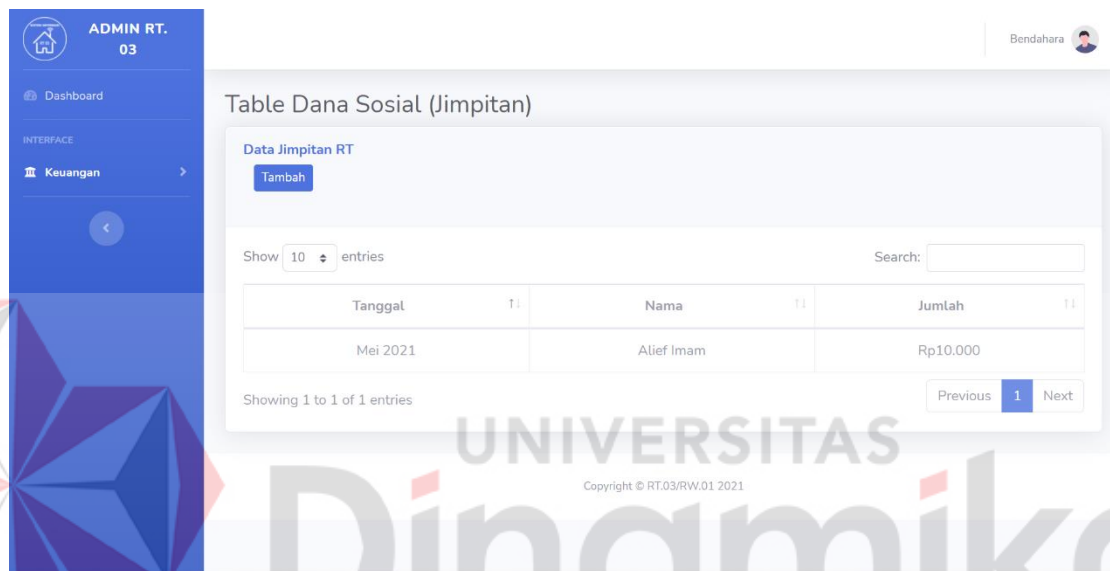 ADMIN RT.
03
Bendahara
Dashboard
INTERFACE
Keuangan
Table Dana Sosial (Jimpitan)
Data Jimpitan RT
Tambah
Show 10 entries
Search:
Tanggal Nama Jumlah
Mei 2021 Alief Imam Rp10.000
Showing 1 to 1 of 1 entries
Previous 1 Next
UNIVERSITAS
Copyright © RT.03/RW.01 2021
Dinamika